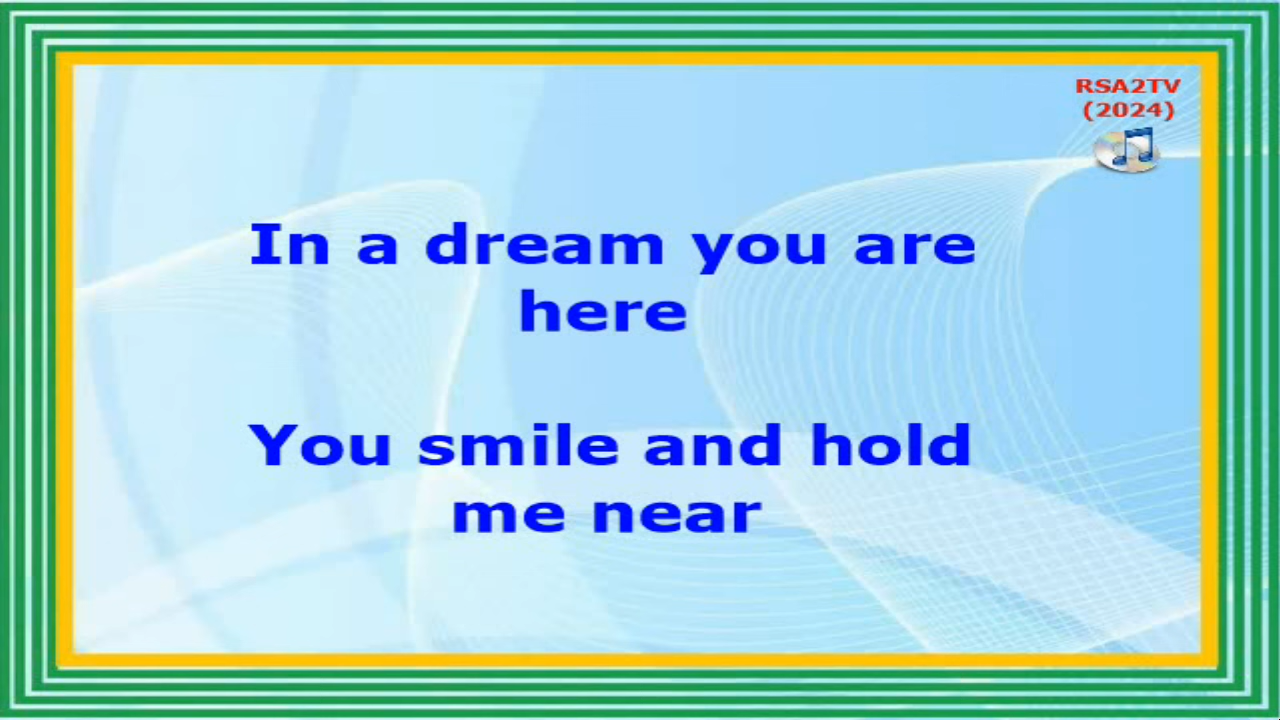 RSA2TV
(2024)
In a dream you are
here
You smile and hold
me near